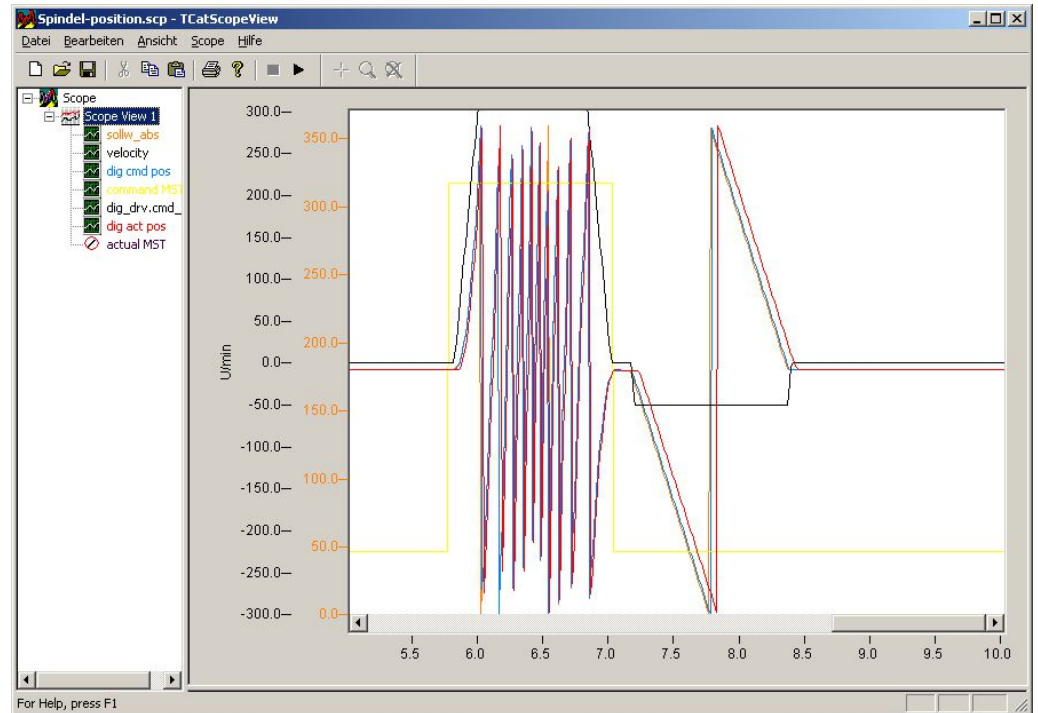 Spindel-position.scp - TCatScopeView
Datei Bearbeiten Ansicht Scope Hilfe
Scope
Scope View 1
sollw_abs
velocity
dig cmd pos
command MST
dig_drv.cmd_
dig act pos
actual MST
300.0
250.0
200.0
150.0
100.0
50.0
0.0
-50.0
-100.0
-150.0
-200.0
-250.0
-300.0
U/min
350.0
300.0
250.0
200.0
150.0
100.0
50.0
0.0
5.5 6.0 6.5 7.0 7.5 8.0 8.5 9.0 9.5 10.0
For Help, press F1